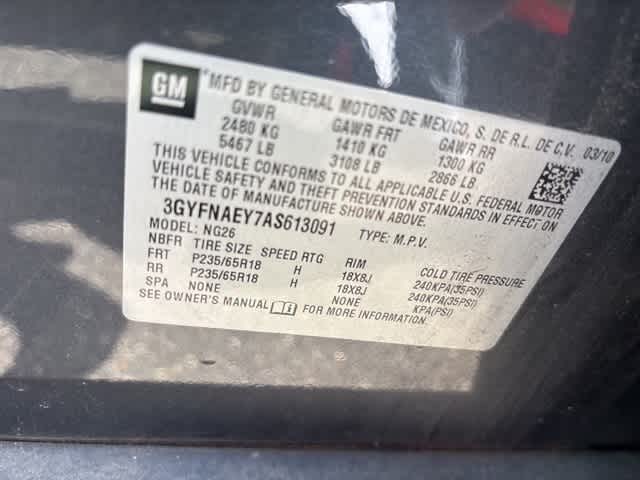 GM
*MFD BY GENERAL MOTORS DE MEXICO, S. DE R.L. DE C.V. 03/10
GVWR GAWR FRT GAWR RR
2480 KG 1410 KG 1300 KG
5467 LB 3108 LB 2866 LB
THIS VEHICLE CONFORMS TO ALL APPLICABLE U.S. FEDERAL MOTOR
VEHICLE SAFETY AND THEFT PREVENTION STANDARDS IN EFFECT ON
THE DATE OF MANUFACTURE SHOWN ABOVE.
3GYFNAEY7AS613091 TYPE: M.P.V.
MODEL: NG26
NBFR TIRE SIZE SPEED RTG RIM COLD TIRE PRESSURE
FRT P235/65R18 H 18X8J 240KPA(35PSI)
RR P235/65R18 H 18X8J 240KPA(35PSI)
SPA NONE NONE KPA(PSI)
SEE OWNER'S MANUAL FOR MORE INFORMATION.